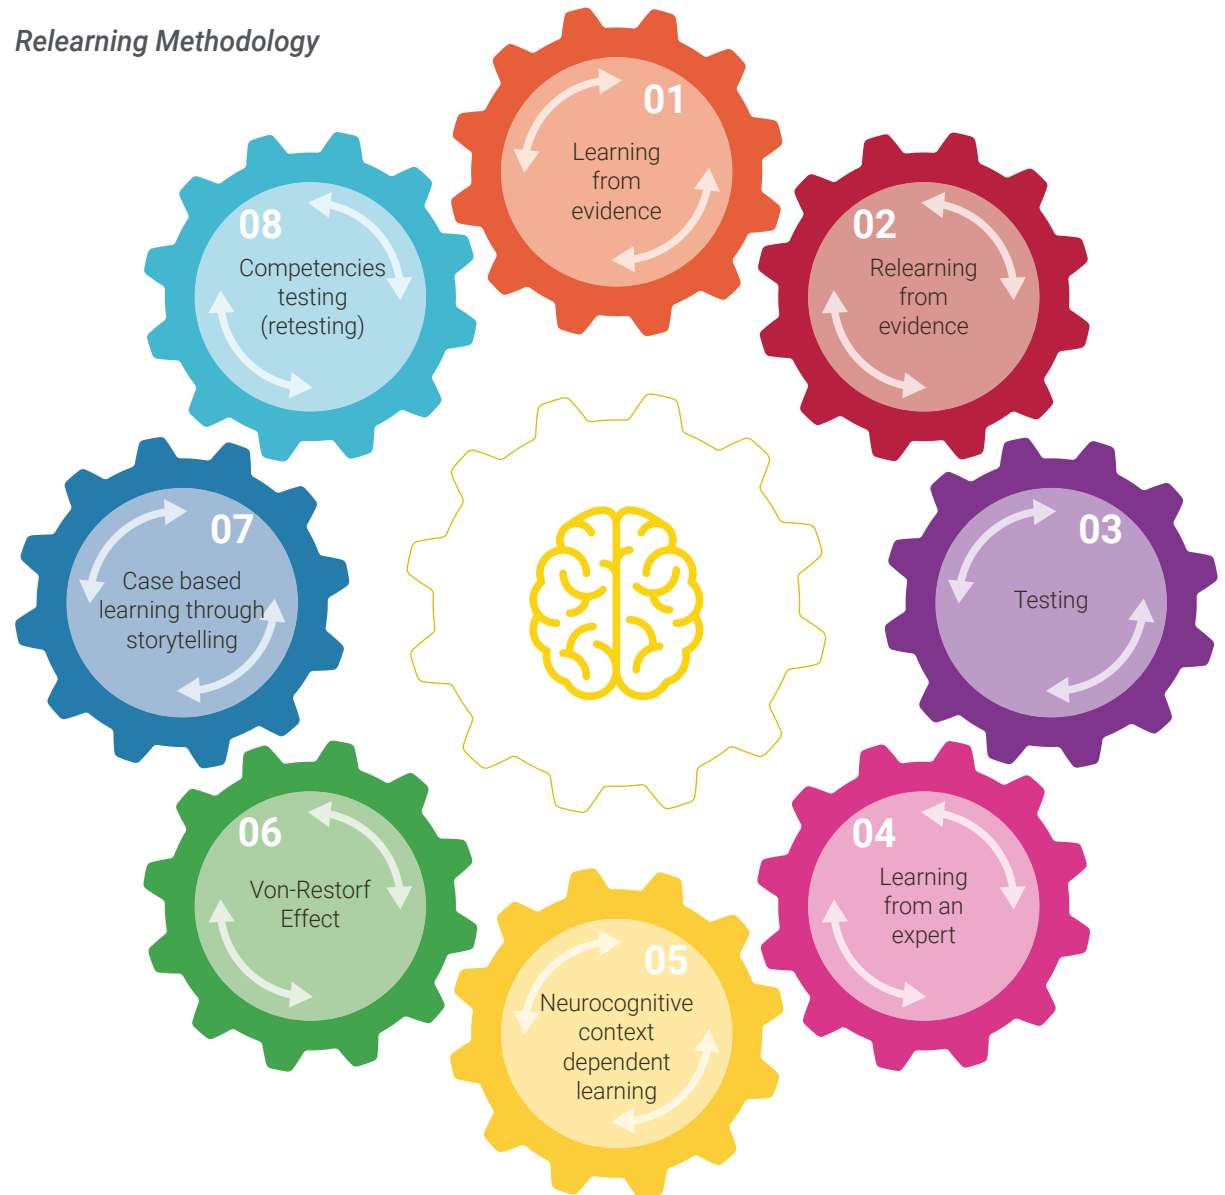 Relearning Methodology
01
Learning
from
evidence
02
Relearning
from
evidence
03
Testing
04
Learning
from an
expert
05
Neurocognitive
context
dependent
learning
06
Von-Restorf
Effect
07
Case based
learning through
storytelling
08
Competencies
testing
(retesting)